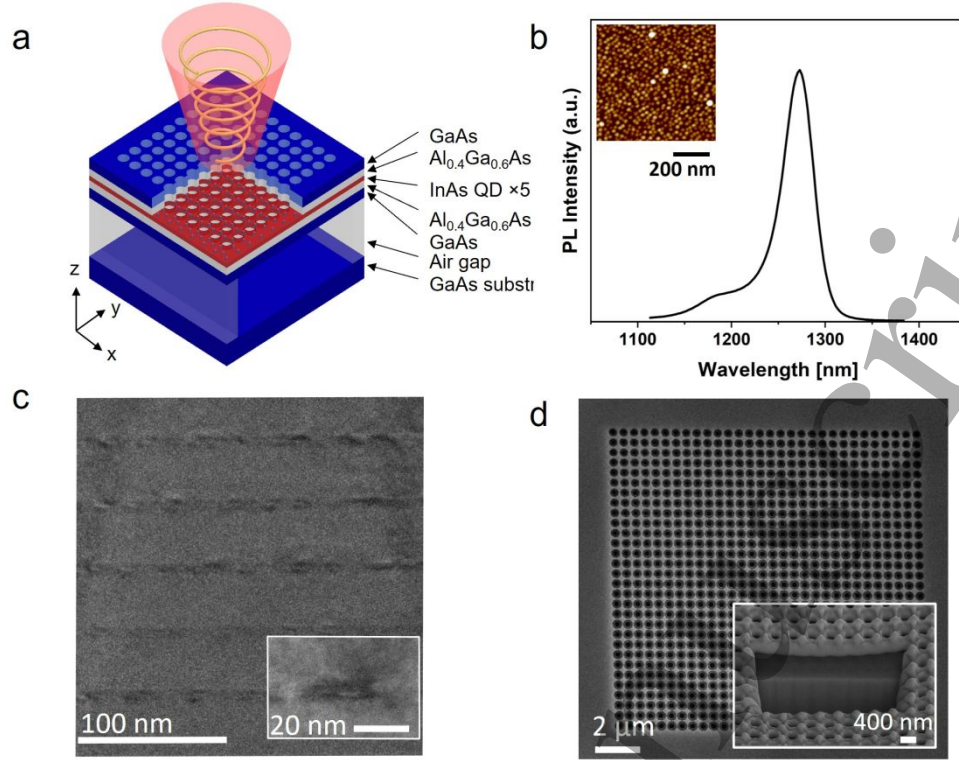 a
GaAs
Al0.4Ga0.6As
InAs QD ×5
Al0.4Ga0.6As
GaAs
Air gap
GaAs substr
z
y
x
b
200 nm
PL Intensity (a.u.)
1100 1200 1300 1400
Wavelength [nm]
c
100 nm
20 nm
d
2 μm
400 nm